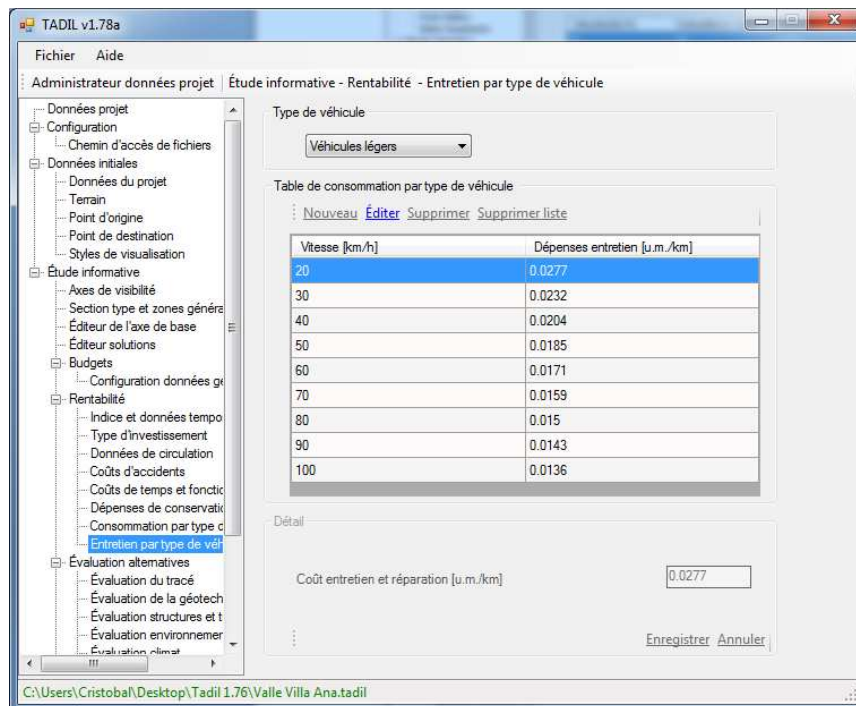 TADIL v1.78a
Fichier Aide
Administrateur données projet Étude informative - Rentabilité - Entretien par type de véhicule
Données projet
Configuration
Chemin d'accès de fichiers
Données initiales
Données du projet
Terrain
Point d'origine
Point de destination
Styles de visualisation
Étude informative
Axes de visibilité
Section type et zones généra
Éditeur de l'axe de base
Éditeur solutions
Budgets
Configuration données gé
Rentabilité
Indice et données tempo
Type d'investissement
Données de circulation
Coûts d'accidents
Coûts de temps et fonctio
Dépenses de conservatio
Consommation par type d
Entretien par type de véh
Évaluation alternatives
Évaluation du tracé
Évaluation de la géotech
Évaluation structures et t
Évaluation environnemer
Évaluation climat
Type de véhicule
Véhicules légers
Table de consommation par type de véhicule
Nouveau Éditer Supprimer Supprimer liste
Vitesse [km/h] Dépenses entretien [u.m./km]
20 0.0277
30 0.0232
40 0.0204
50 0.0185
60 0.0171
70 0.0159
80 0.015
90 0.0143
100 0.0136
Détail
Coût entretien et réparation [u.m./km] 0.0277
Enregistrer Annuler
C:\Users\Cristobal\Desktop\Tadil 1.76\Valle Villa Ana.tadil